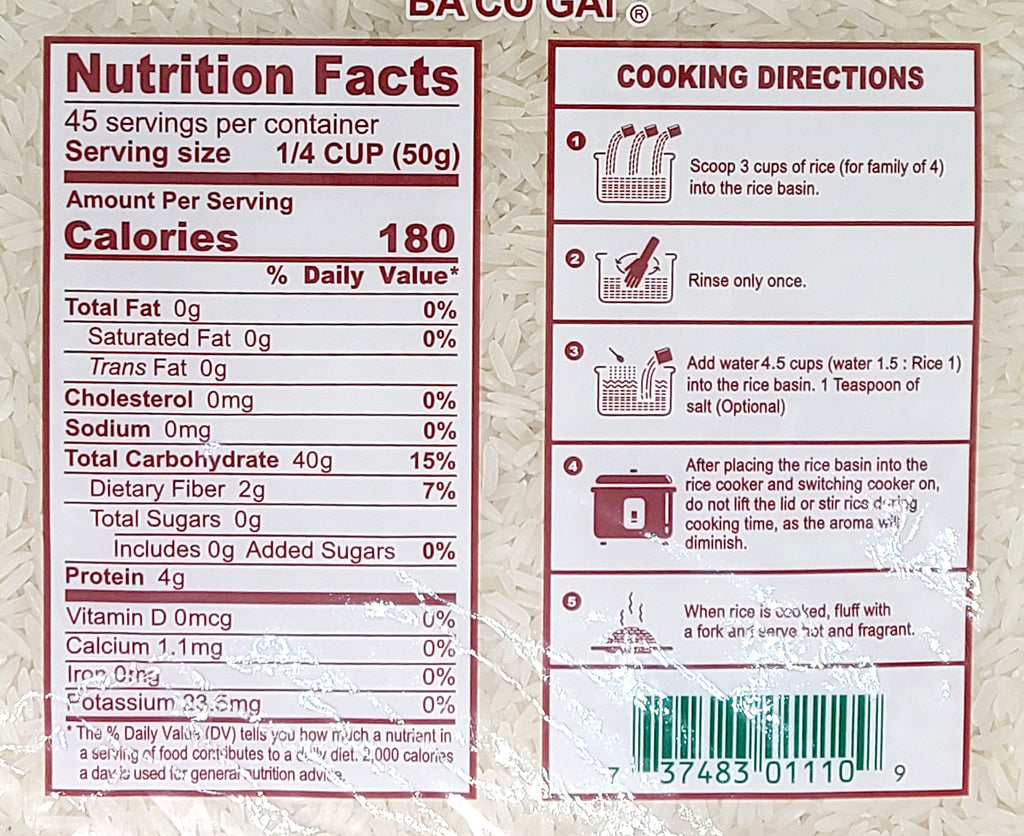 BA CÔ GÁI ®
Nutrition Facts
45 servings per container
Serving size 1/4 CUP (50g)
Amount Per Serving
Calories 180
% Daily Value*
Total Fat 0g 0%
Saturated Fat 0g 0%
Trans Fat 0g
Cholesterol 0mg 0%
Sodium 0mg 0%
Total Carbohydrate 40g 15%
Dietary Fiber 2g 7%
Total Sugars 0g
Includes 0g Added Sugars 0%
Protein 4g
Vitamin D 0mcg 0%
Calcium 1.1mg 0%
Iron 0mg 0%
Potassium 0%
* The % Daily Value (DV) tells you how much a nutrient in
a serving of food contributes to a daily diet. 2,000 calories
a day is used for general nutrition advice.
COOKING DIRECTIONS
1
Scoop 3 cups of rice (for family of 4)
into the rice basin.
2
Rinse only once.
3
Add water 4.5 cups (water 1.5 : Rice 1)
into the rice basin. 1 Teaspoon of
salt (Optional)
4
After placing the rice basin into the
rice cooker and switching cooker on,
do not lift the lid or stir rice during
cooking time, as the aroma will
diminish.
5
When rice is cooked, fluff with
a fork and serve hot and fragrant.
7 37483 01110 9